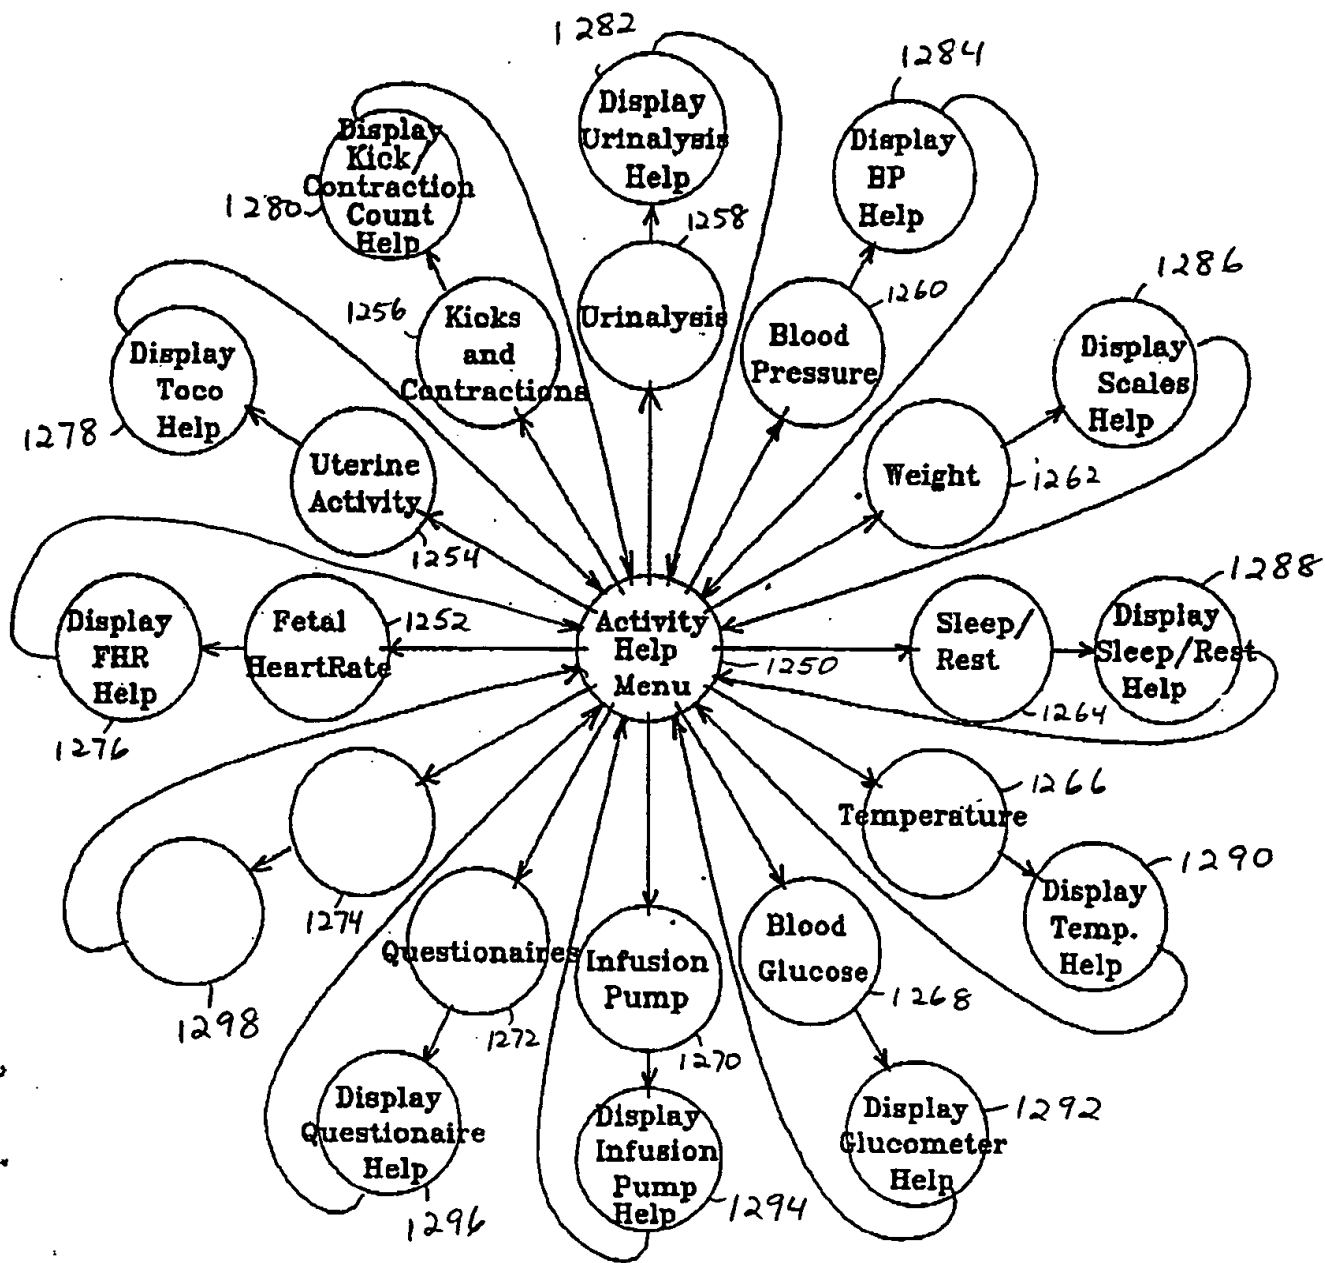 1282
Display
Urinalysis
Help
1284
Display
BP
Help
Display
Kick/
Contraction
Count
Help
1280
1258
Urinalysis
1260
Blood
Pressure
1286
Display
Scales
Help
1256
Kicks
and
Contractions
Display
Toco
Help
1278
Uterine
Activity
1254
Weight
1262
1288
Display
Sleep/Rest
Help
Sleep/
Rest
1264
Display
FHR
Help
1276
Fetal
HeartRate
1252
Activity
Help
Menu
1250
1266
Temperature
1290
Display
Temp.
Help
1274
1298
Questionaires
1272
Infusion
Pump
1270
Blood
Glucose
1268
Display
Questionaire
Help
1296
Display
Infusion
Pump
Help
1294
Display
Glucometer
Help
1292